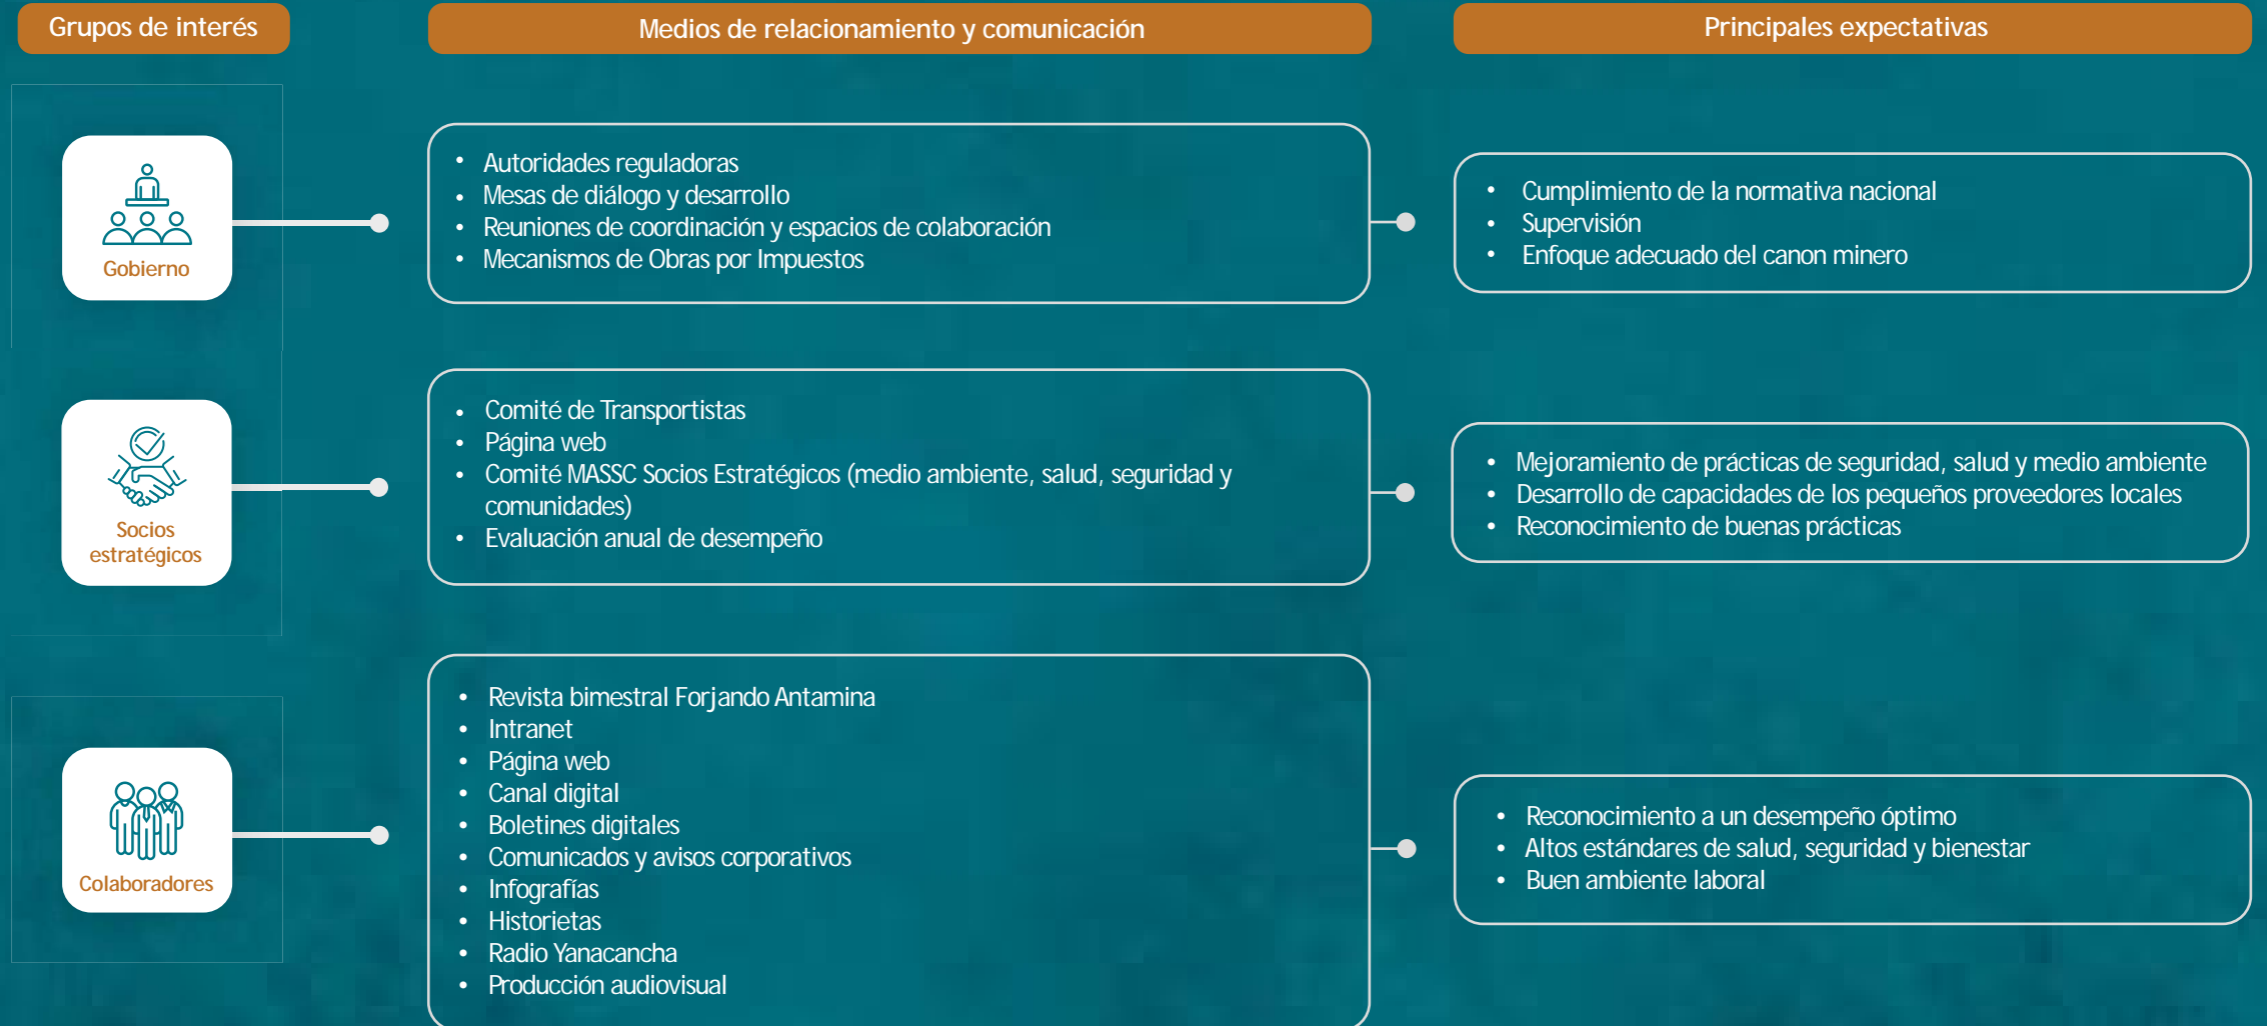 Grupos de interés
Medios de relacionamiento y comunicación
Principales expectativas
Gobierno
• Autoridades reguladoras
• Mesas de diálogo y desarrollo
• Reuniones de coordinación y espacios de colaboración
• Mecanismos de Obras por Impuestos
• Cumplimiento de la normativa nacional
• Supervisión
• Enfoque adecuado del canon minero
Socios
estratégicos
• Comité de Transportistas
• Página web
• Comité MASSC Socios Estratégicos (medio ambiente, salud, seguridad y
comunidades)
• Evaluación anual de desempeño
• Mejoramiento de prácticas de seguridad, salud y medio ambiente
• Desarrollo de capacidades de los pequeños proveedores locales
• Reconocimiento de buenas prácticas
Colaboradores
• Revista bimestral Forjando Antamina
• Intranet
• Página web
• Canal digital
• Boletines digitales
• Comunicados y avisos corporativos
• Infografías
• Historietas
• Radio Yanacancha
• Producción audiovisual
• Reconocimiento a un desempeño óptimo
• Altos estándares de salud, seguridad y bienestar
• Buen ambiente laboral